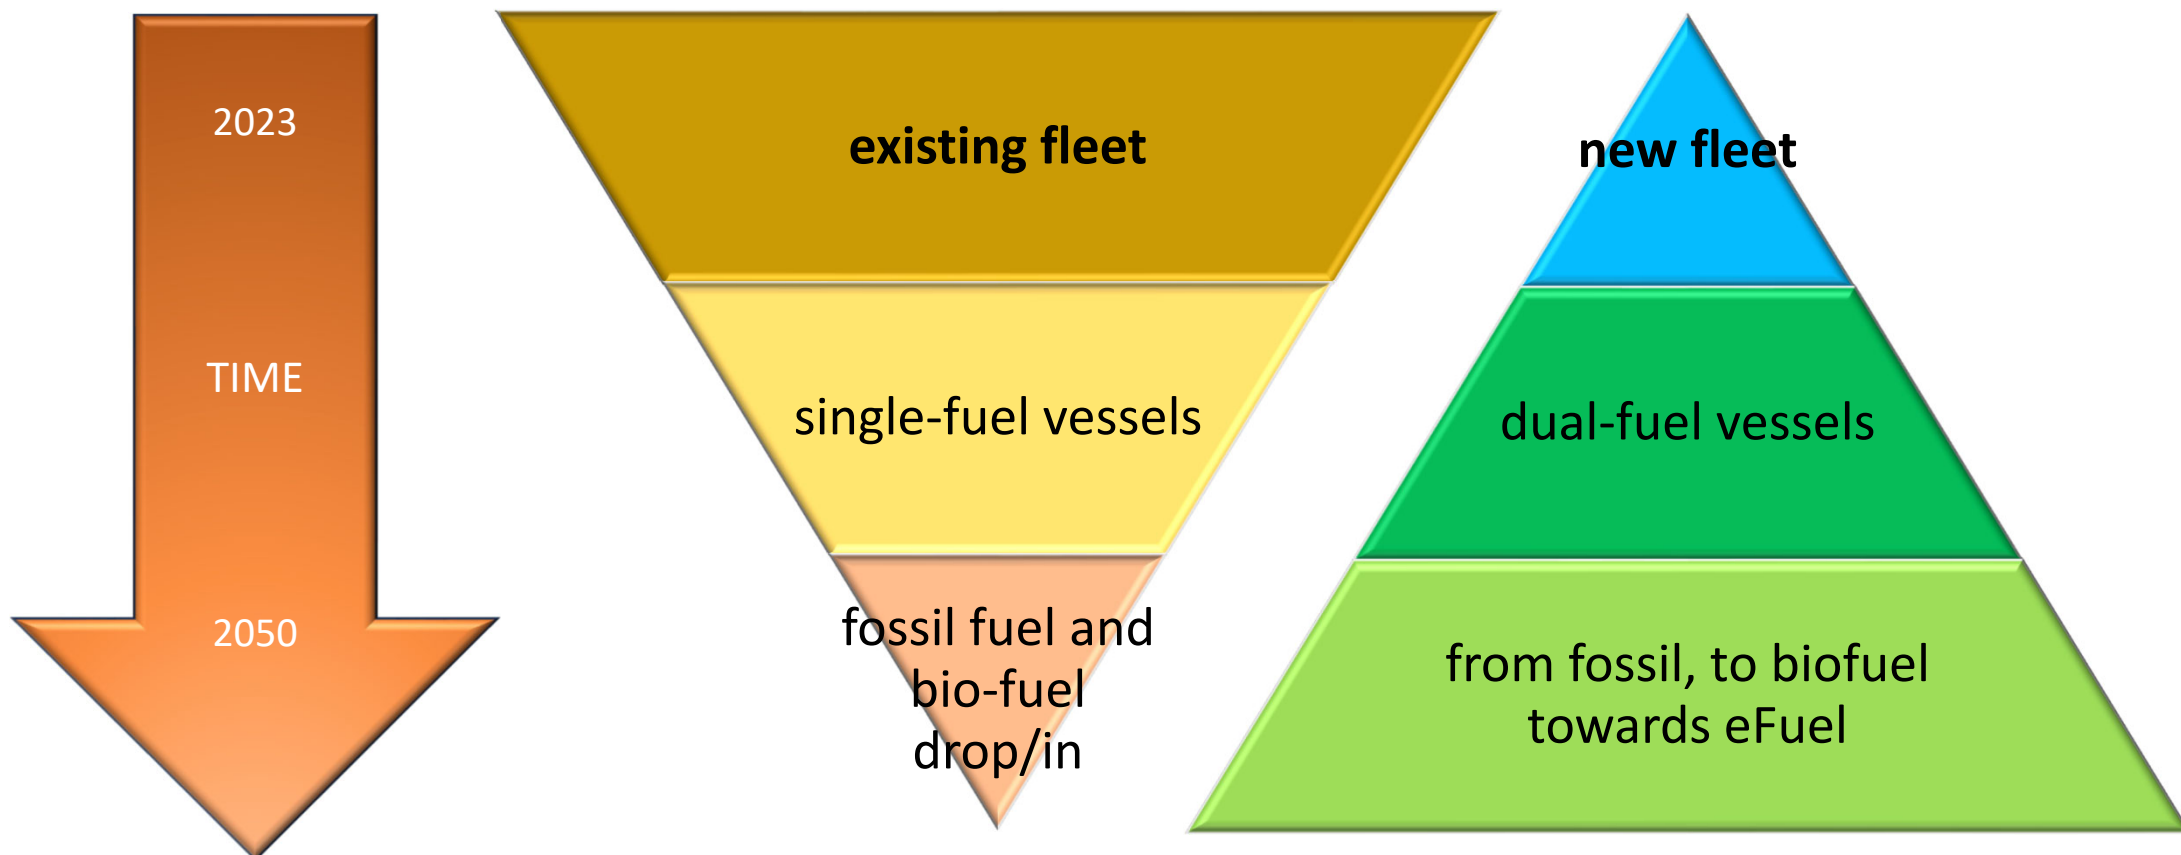 2023
TIME
2050
existing fleet
single-fuel vessels
fossil fuel and
bio-fuel
drop/in
new fleet
dual-fuel vessels
from fossil, to biofuel
towards eFuel